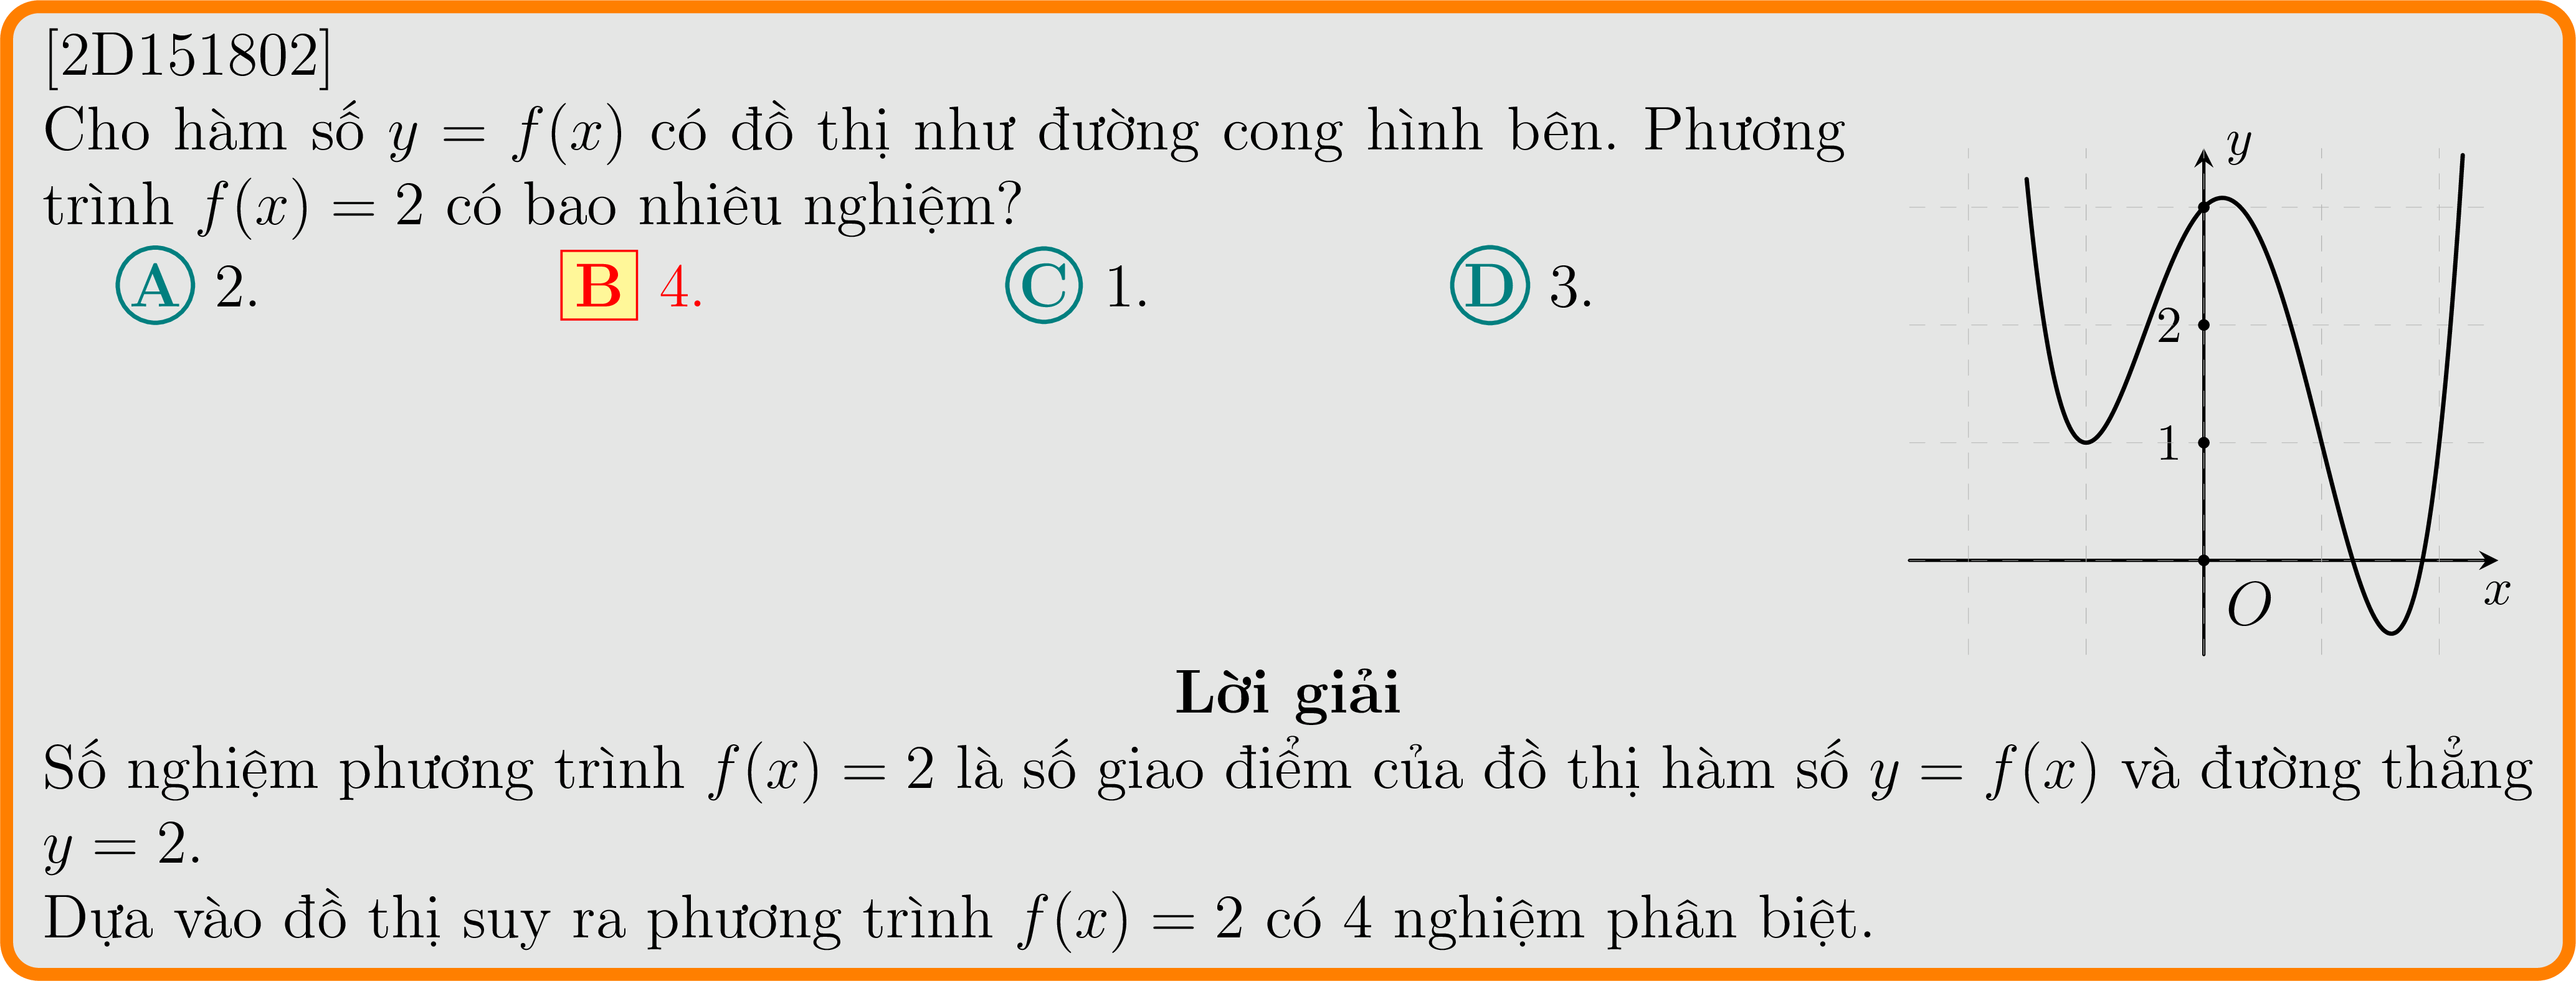 [2D151802]
Cho hàm số y = f(x) có đồ thị như đường cong hình bên. Phương
trình f(x) = 2 có bao nhiêu nghiệm?
A 2. B 4. C 1. D 3.
y
2
1
O
x
Lời giải
Số nghiệm phương trình f(x) = 2 là số giao điểm của đồ thị hàm số y = f(x) và đường thẳng
y = 2.
Dựa vào đồ thị suy ra phương trình f(x) = 2 có 4 nghiệm phân biệt.